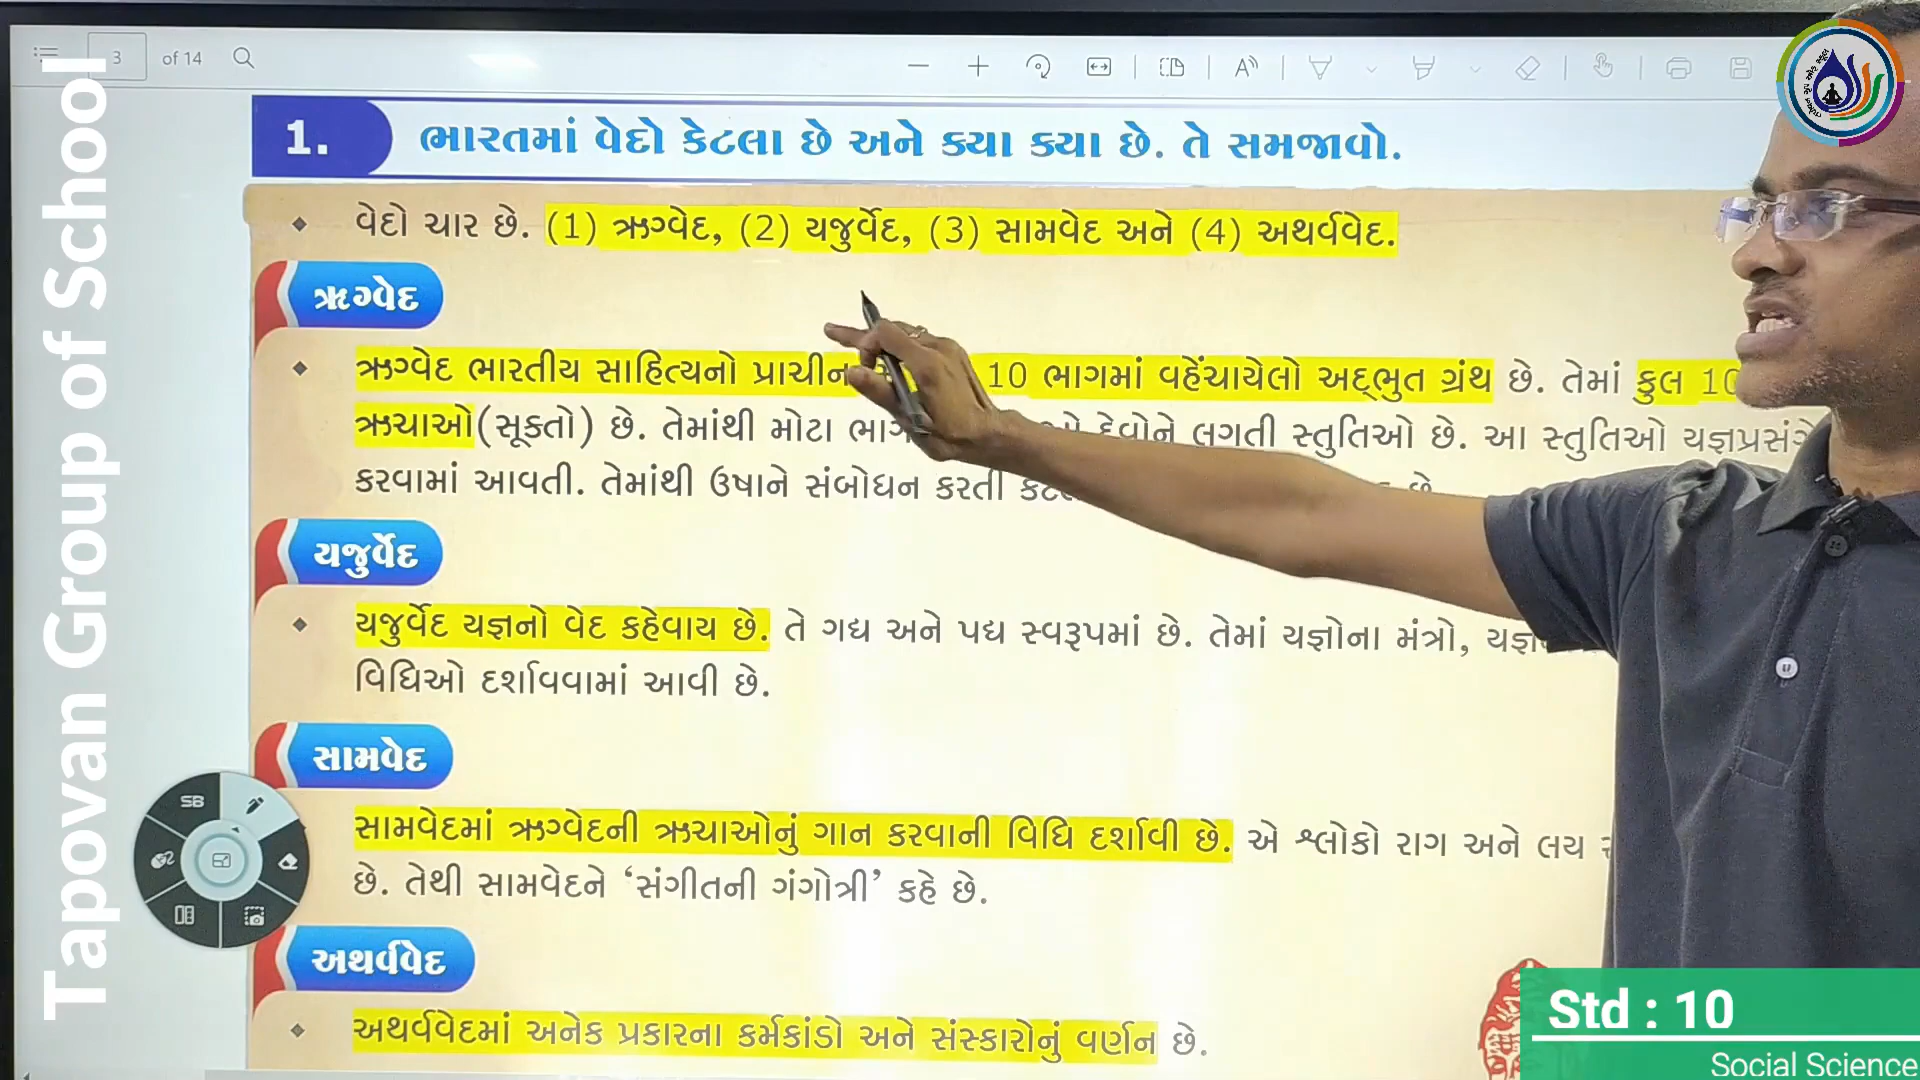 3 of 14
1. ભારતમાં વેદો કેટલા છે અને ક્યા ક્યા છે. તે સમજાવો.
વેદો ચાર છે. (1) ઋગ્વેદ, (2) યજુર્વેદ, (3) સામવેદ અને (4) અથર્વવેદ.
ઋગ્વેદ
ઋગ્વેદ ભારતીય સાહિત્યનો પ્રાચીન 10 ભાગમાં વહેંચાયેલો અદ્ભુત ગ્રંથ છે. તેમાં કુલ 10
ઋચાઓ(સૂક્તો) છે. તેમાંથી મોટા દેવોને લગતી સ્તુતિઓ છે. આ સ્તુતિઓ
કરવામાં આવતી. તેમાંથી ઉષાને સંબોધન કરતી છે
યજુર્વેદ
યજુર્વેદ યજ્ઞનો વેદ કહેવાય છે. તે ગદ્ય અને પદ્ય સ્વરૂપમાં છે. તેમાં યજ્ઞોના મંત્રો,
વિધિઓ દર્શાવવામાં આવી છે.
સામવેદ
સામવેદમાં ઋગ્વેદની ઋચાઓનું ગાન કરવાની વિધિ દર્શાવી છે. એ શ્લોકો રાગ અને લય
છે. તેથી સામવેદને ‘સંગીતની ગંગોત્રી’ કહે છે.
અથર્વવેદ
અથર્વવેદમાં અનેક પ્રકારના કર્મકાંડો અને સંસ્કારોનું વર્ણન છે.
Tapovan Group of School
SB
Std : 10
Social Science